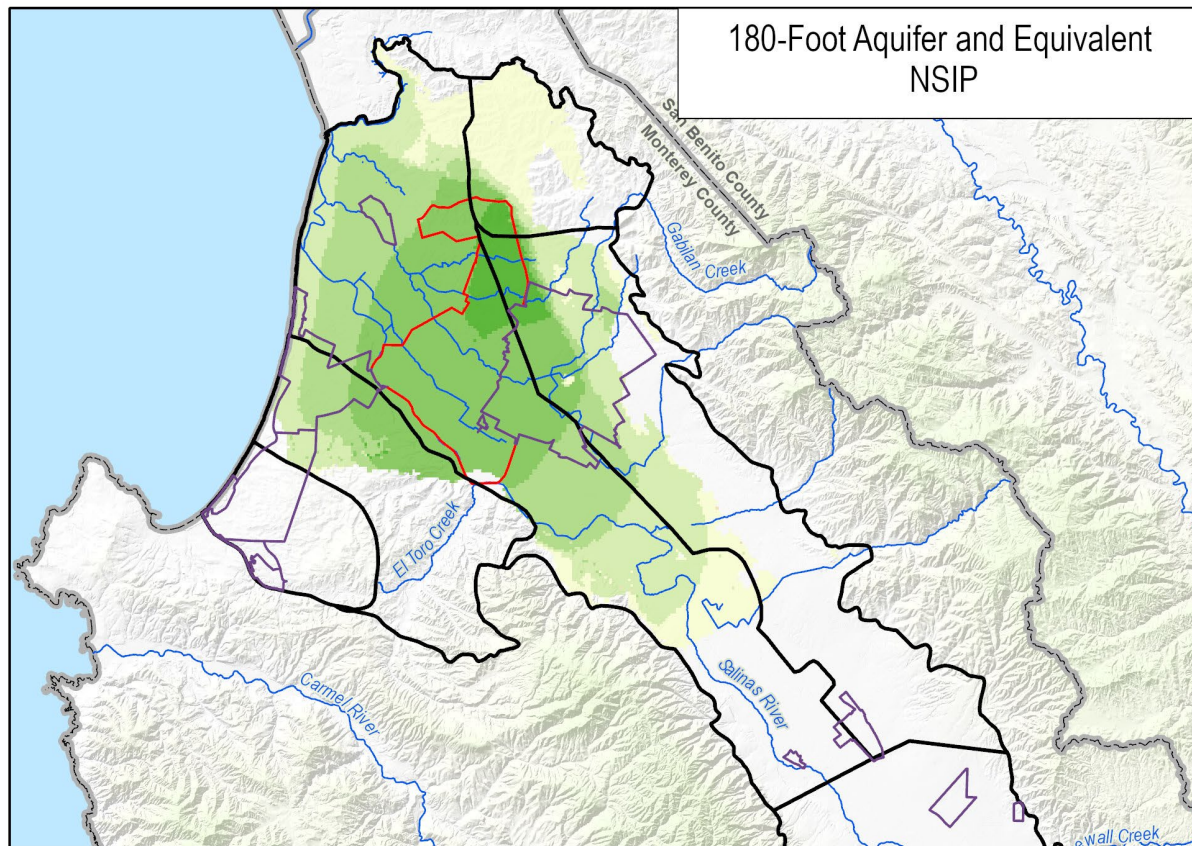 180-Foot Aquifer and Equivalent
NSIP
San Benito County
Monterey County
Gabilan Creek
El Toro Creek
Carmel River
Salinas River
wall Creek